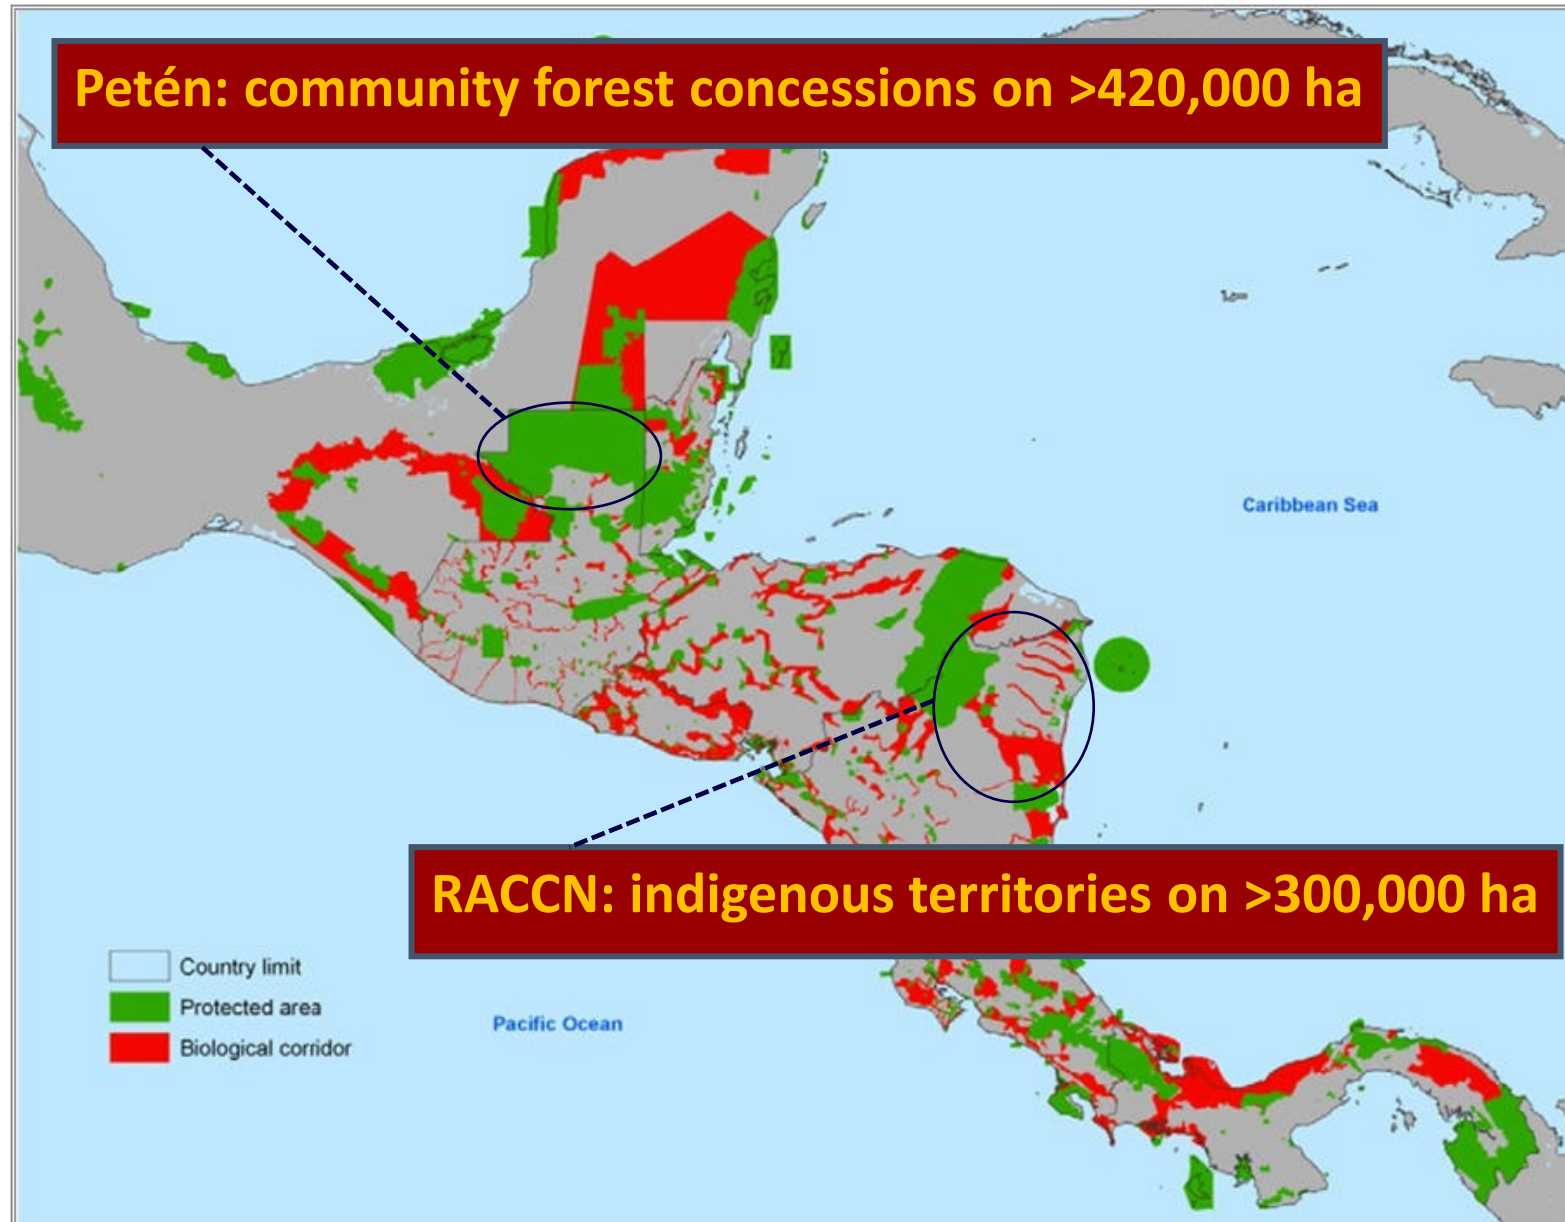 Petén: community forest concessions on >420,000 ha
Caribbean Sea
RACCN: indigenous territories on >300,000 ha
Country limit
Protected area
Biological corridor
Pacific Ocean